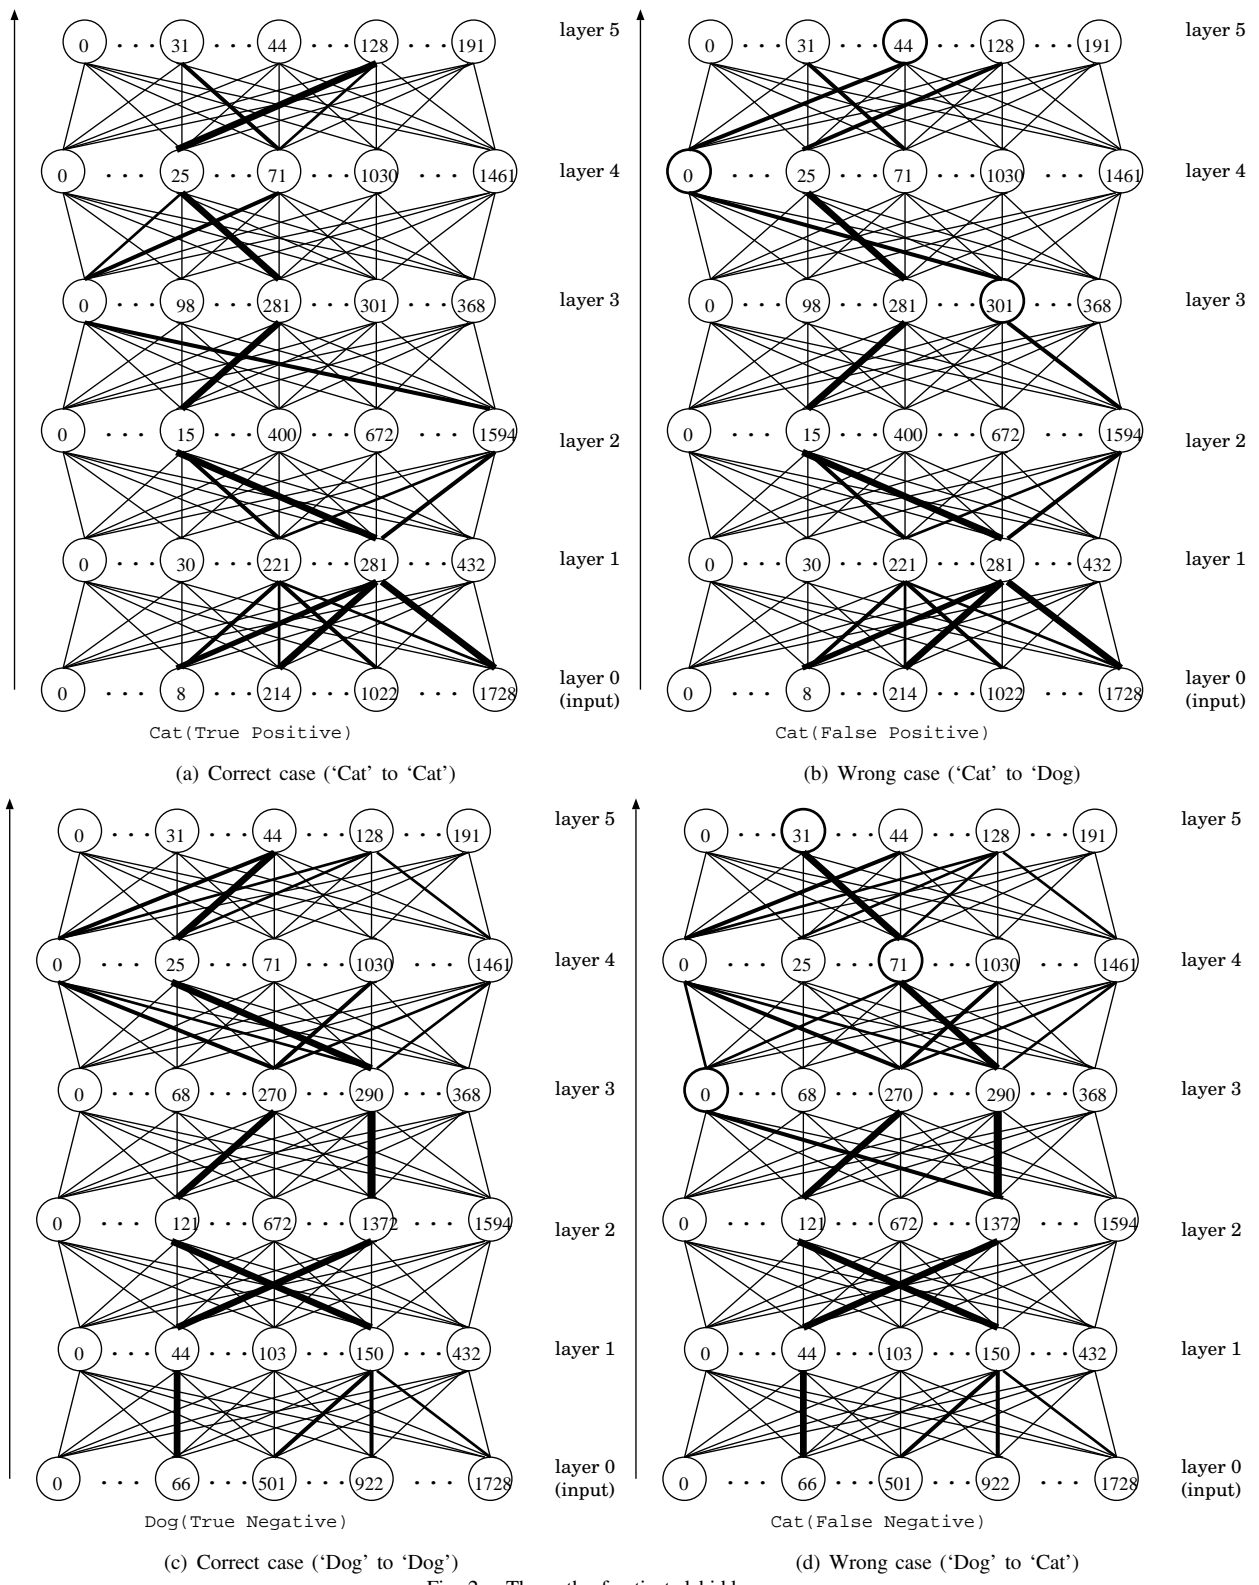 0 · · · 31 · · · 44 · · · 128 · · · 191 layer 5
0 · · · 25 · · · 71 · · · 1030 · · · 1461 layer 4
0 · · · 98 · · · 281 · · · 301 · · · 368 layer 3
0 · · · 15 · · · 400 · · · 672 · · · 1594 layer 2
0 · · · 30 · · · 221 · · · 281 · · · 432 layer 1
0 · · · 8 · · · 214 · · · 1022 · · · 1728 layer 0
(input)
Cat(True Positive)
(a) Correct case (‘Cat’ to ‘Cat’)
0 · · · 31 · · · 44 · · · 128 · · · 191 layer 5
0 · · · 25 · · · 71 · · · 1030 · · · 1461 layer 4
0 · · · 98 · · · 281 · · · 301 · · · 368 layer 3
0 · · · 15 · · · 400 · · · 672 · · · 1594 layer 2
0 · · · 30 · · · 221 · · · 281 · · · 432 layer 1
0 · · · 8 · · · 214 · · · 1022 · · · 1728 layer 0
(input)
Cat(False Positive)
(b) Wrong case (‘Cat’ to ‘Dog)
0 · · · 31 · · · 44 · · · 128 · · · 191 layer 5
0 · · · 25 · · · 71 · · · 1030 · · · 1461 layer 4
0 · · · 68 · · · 270 · · · 290 · · · 368 layer 3
0 · · · 121 · · · 672 · · · 1372 · · · 1594 layer 2
0 · · · 44 · · · 103 · · · 150 · · · 432 layer 1
0 · · · 66 · · · 501 · · · 922 · · · 1728 layer 0
(input)
Dog(True Negative)
(c) Correct case (‘Dog’ to ‘Dog’)
0 · · · 31 · · · 44 · · · 128 · · · 191 layer 5
0 · · · 25 · · · 71 · · · 1030 · · · 1461 layer 4
0 · · · 68 · · · 270 · · · 290 · · · 368 layer 3
0 · · · 121 · · · 672 · · · 1372 · · · 1594 layer 2
0 · · · 44 · · · 103 · · · 150 · · · 432 layer 1
0 · · · 66 · · · 501 · · · 922 · · · 1728 layer 0
(input)
Cat(False Negative)
(d) Wrong case (‘Dog’ to ‘Cat’)